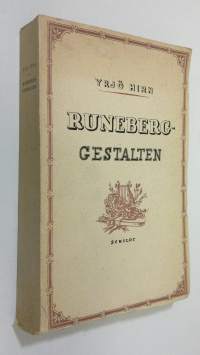 YRJÖ HIRN
RUNEBERG-
GESTALTEN
SCHILDT